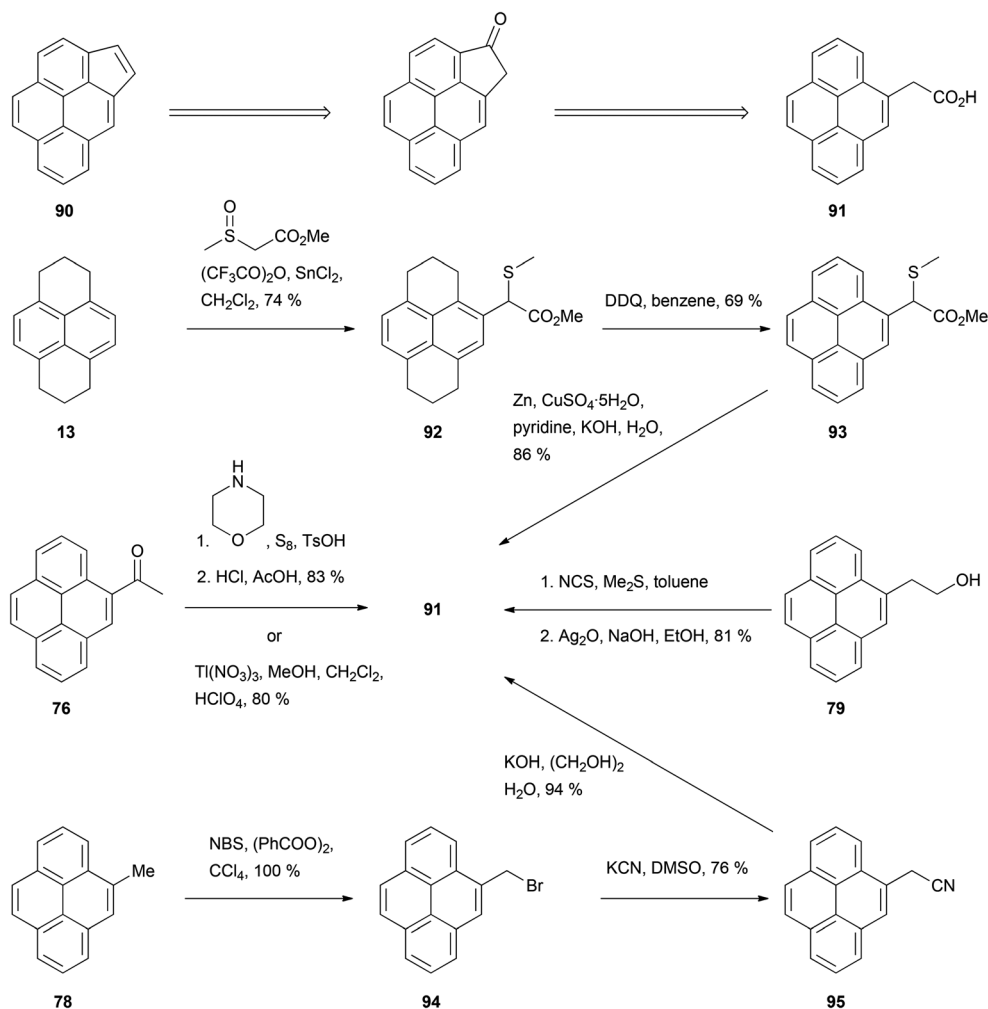 O
CO₂H
90
91
O
S
CO₂Me
(CF₃CO)₂O, SnCl₂,
CH₂Cl₂, 74 %
S
CO₂Me
DDQ, benzene, 69 %
S
CO₂Me
13
92
93
Zn, CuSO₄·5H₂O,
pyridine, KOH, H₂O,
86 %
H
N
O
1. , S₈, TsOH
2. HCl, AcOH, 83 %
or
Tl(NO₃)₃, MeOH, CH₂Cl₂,
HClO₄, 80 %
O
76
91
1. NCS, Me₂S, toluene
2. Ag₂O, NaOH, EtOH, 81 %
OH
79
KOH, (CH₂OH)₂
H₂O, 94 %
Me
NBS, (PhCOO)₂,
CCl₄, 100 %
Br
KCN, DMSO, 76 %
CN
78
94
95